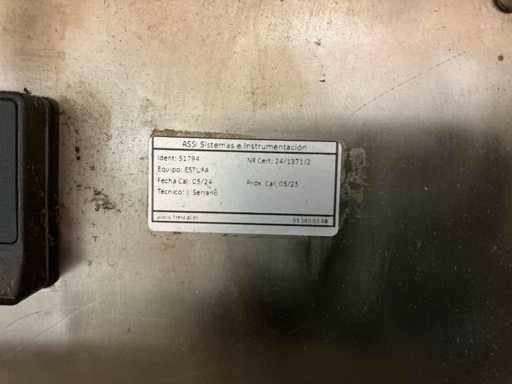 ASSI Sistemas e Instrumentación
Ident: 51794 Nº Cert: 24/1371/2
Equipo: ESTUFA
Fecha Cal: 05/24 Prox. Cal: 05/25
Técnico: J. Serrano